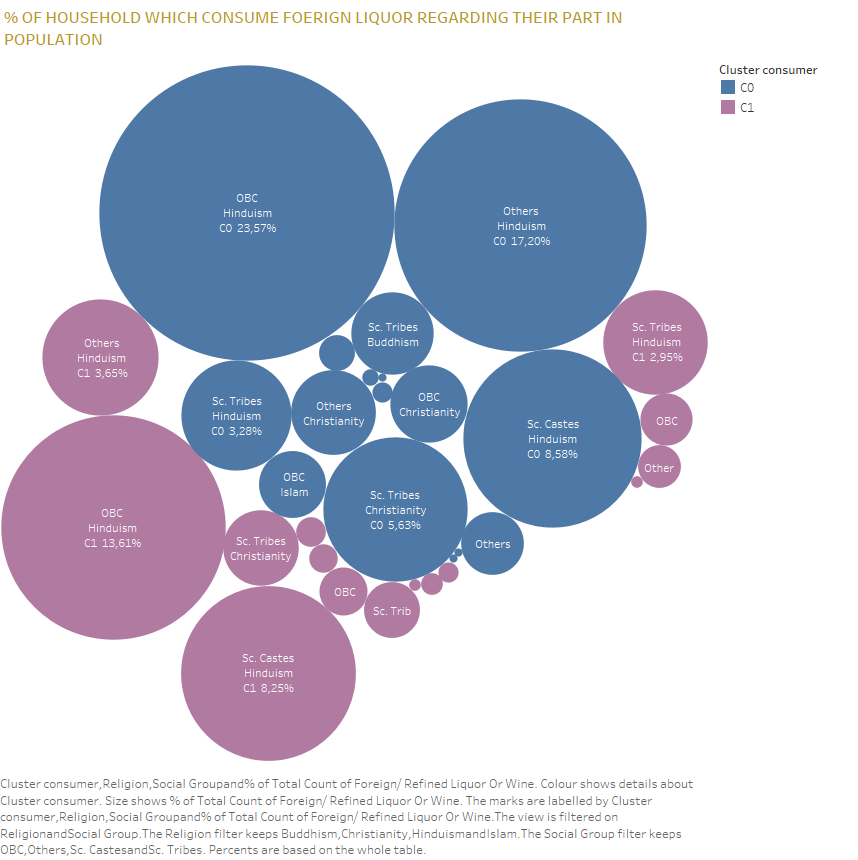 % OF HOUSEHOLD WHICH CONSUME FOERIGN LIQUOR REGARDING THEIR PART IN
POPULATION
Cluster consumer
C0
C1
OBC
Hinduism
C0 23,57%
Others
Hinduism
C0 17,20%
Sc. Tribes
Buddhism
Sc. Tribes
Hinduism
C1 2,95%
Others
Hinduism
C1 3,65%
Sc. Tribes
Hinduism
C0 3,28%
Others
Christianity
OBC
Christianity
OBC
Sc. Castes
Hinduism
C0 8,58%
Other
OBC
Islam
Sc. Tribes
Christianity
C0 5,63%
OBC
Hinduism
C1 13,61%
Sc. Tribes
Christianity
Others
OBC
Sc. Trib
Sc. Castes
Hinduism
C1 8,25%
Cluster consumer,Religion,Social Groupand% of Total Count of Foreign/ Refined Liquor Or Wine. Colour shows details about
Cluster consumer. Size shows % of Total Count of Foreign/ Refined Liquor Or Wine. The marks are labelled by Cluster
consumer,Religion,Social Groupand% of Total Count of Foreign/ Refined Liquor Or Wine.The view is filtered on
ReligionandSocial Group.The Religion filter keeps Buddhism,Christianity,HinduismandIslam.The Social Group filter keeps
OBC,Others,Sc. CastesandSc. Tribes. Percents are based on the whole table.